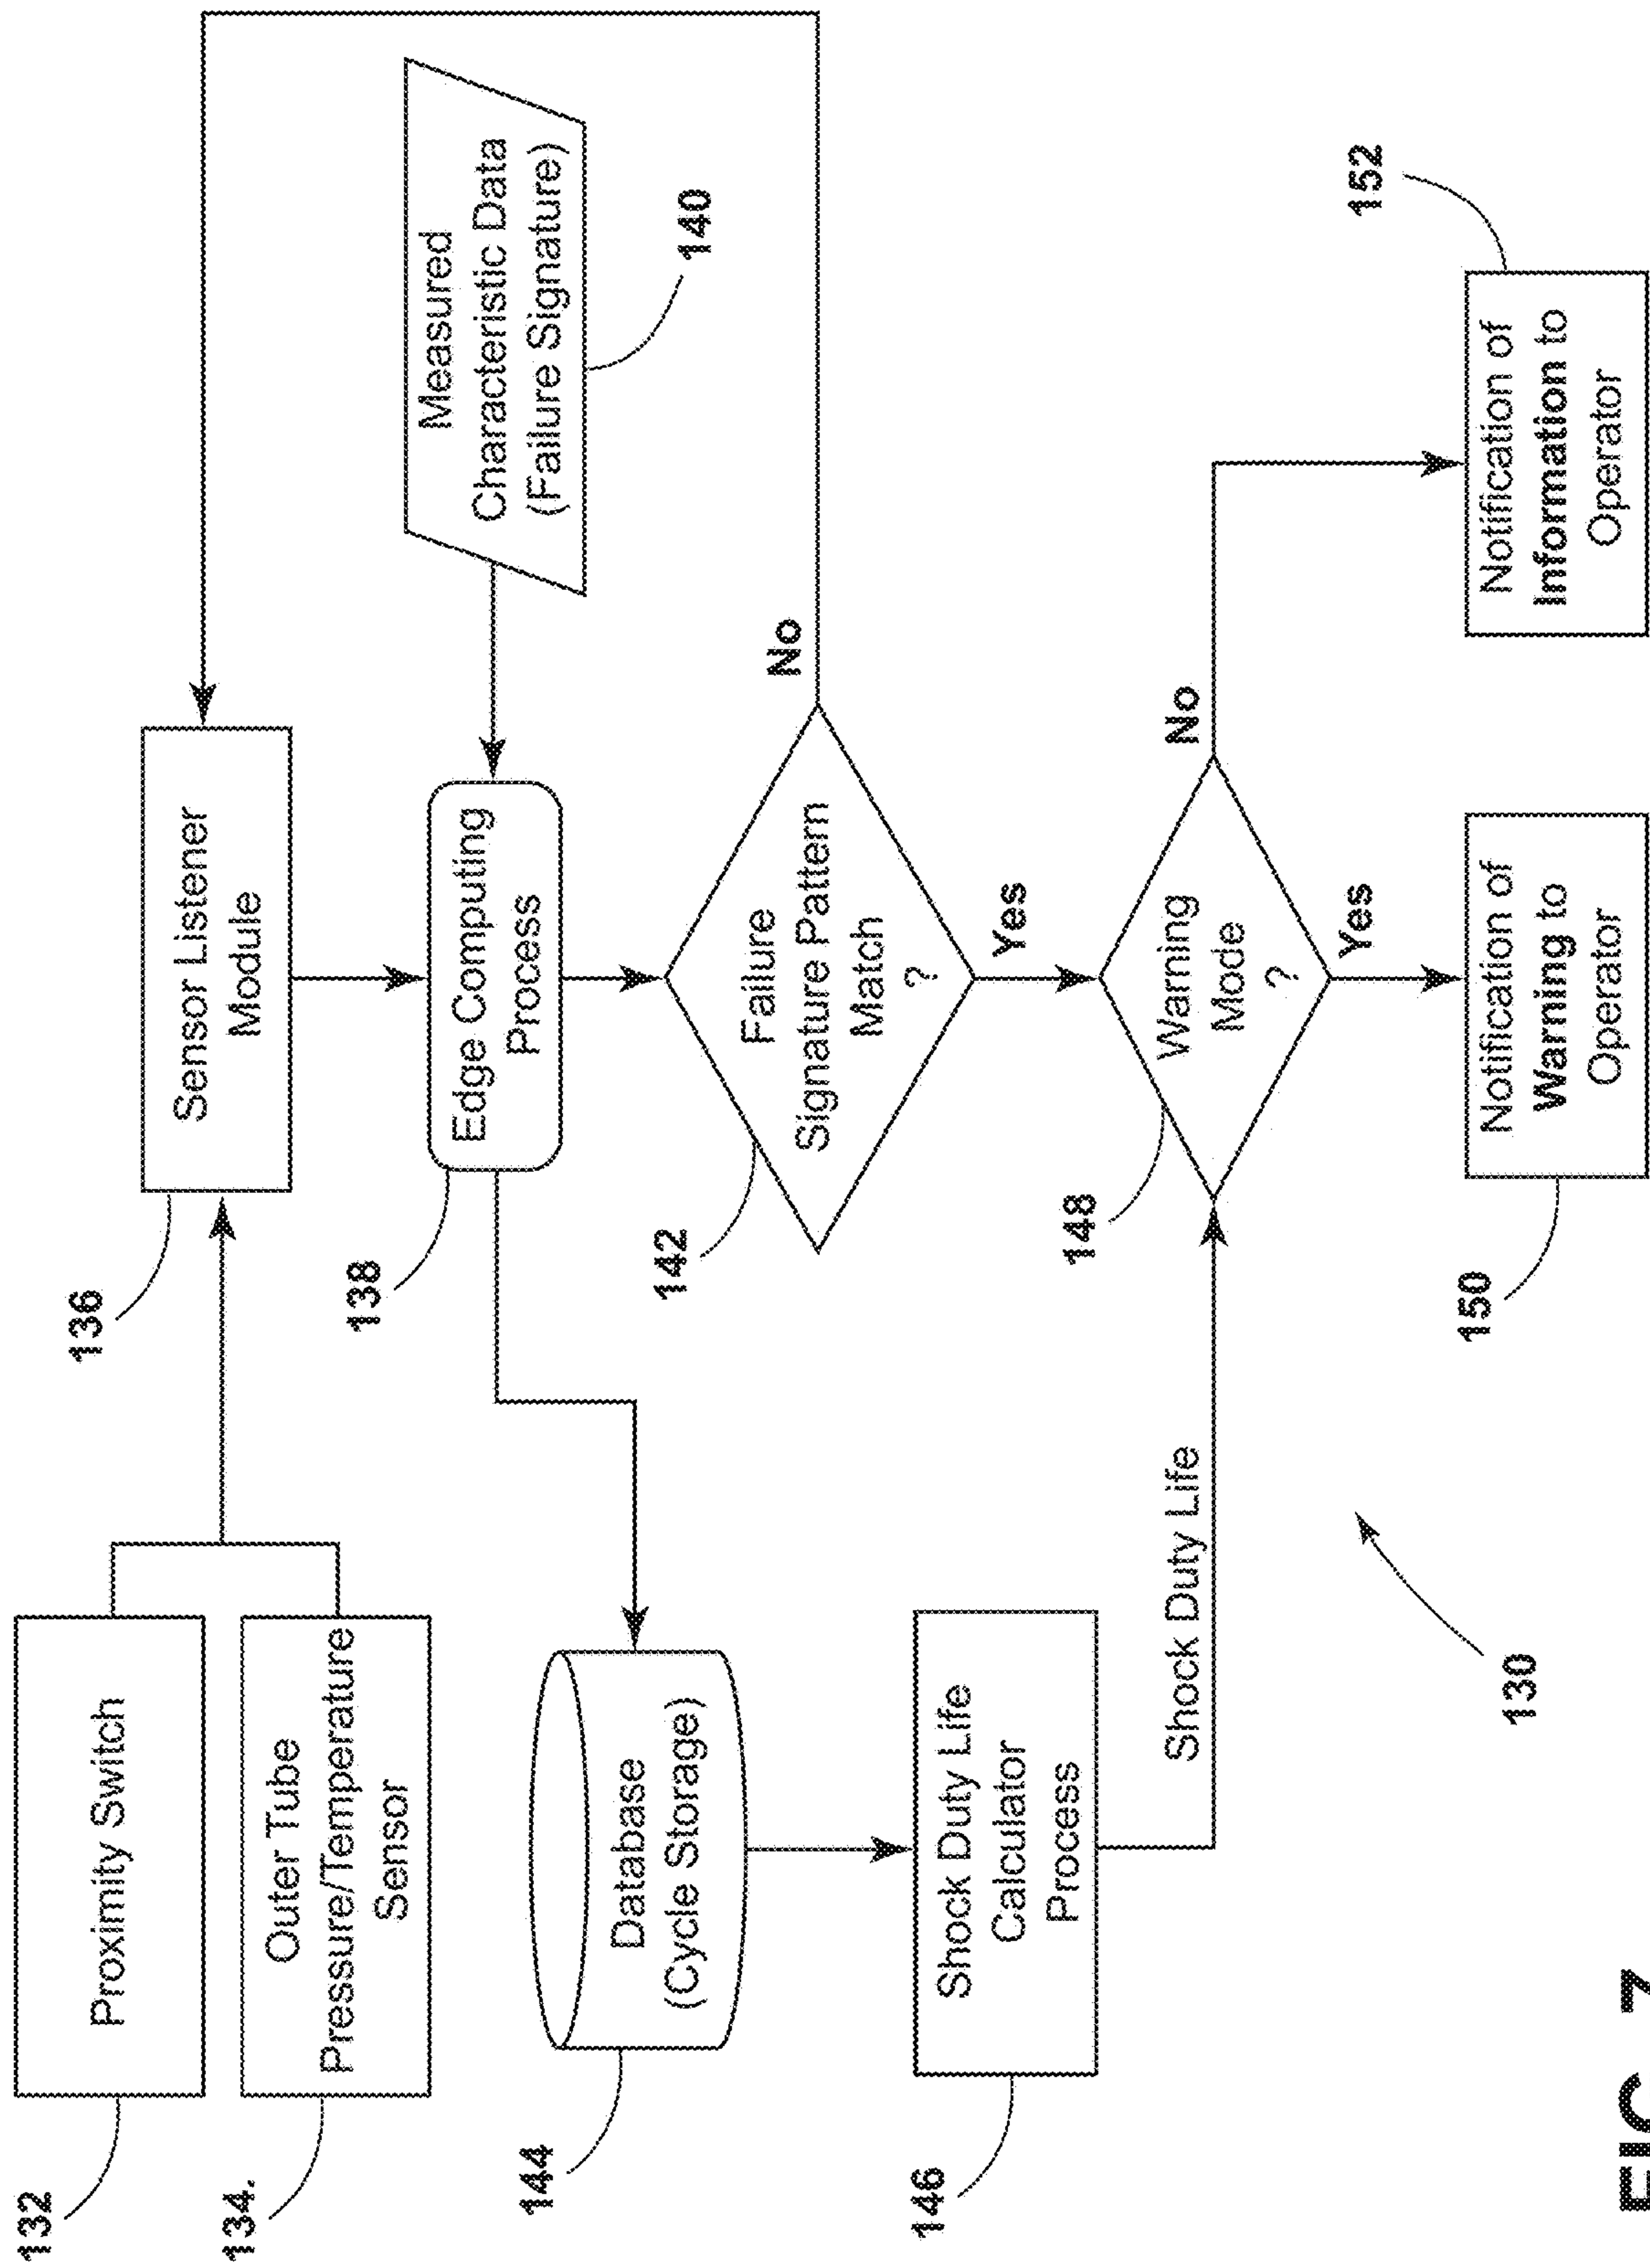 132
Proximity Switch
134.
Outer Tube
Pressure/Temperature
Sensor
136
Sensor Listener
Module
138
Edge Computing
Process
Measured
Characteristic Data
(Failure Signature)
140
142
Failure
Signature Pattern
Match
?
No
Yes
144
Database
(Cycle Storage)
146
Shock Duty Life
Calculator
Process
Shock Duty Life
148
Warning
Mode
?
No
Yes
150
Notification of
Warning to
Operator
152
Notification of
Information to
Operator
130
FIG. 7